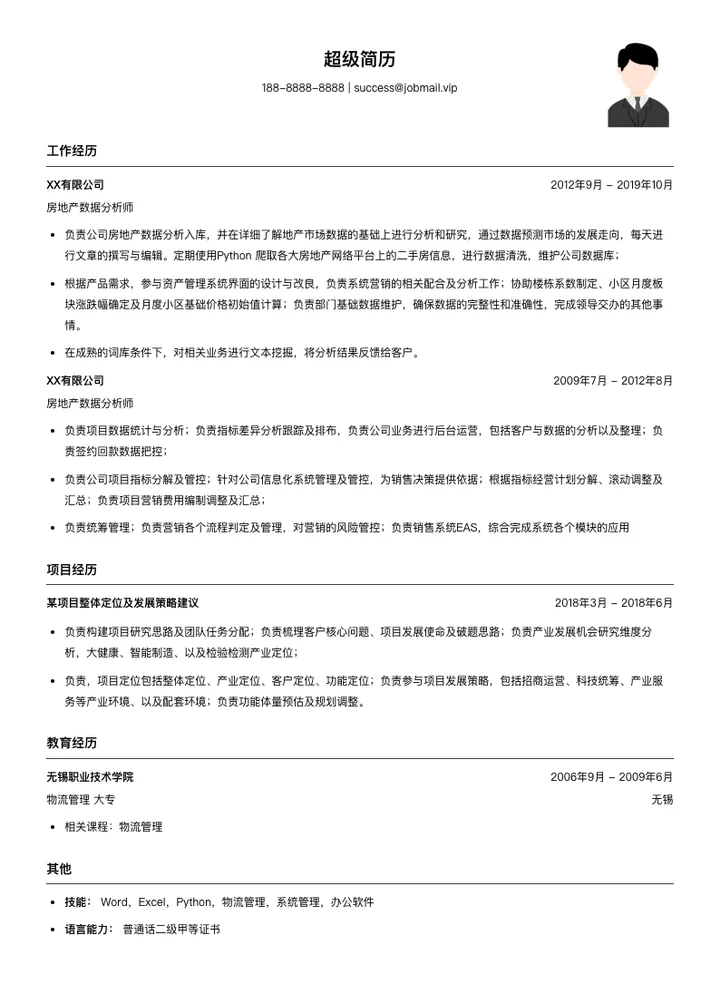 超级简历
188-8888-8888 | success@jobmail.vip
工作经历
XX有限公司 2012年9月 – 2019年10月
房地产数据分析师
• 负责公司房地产数据分析入库，并在详细了解地产市场数据的基础上进行分析和研究，通过数据预测市场的发展走向，每天进
行文章的撰写与编辑。定期使用Python 爬取各大房地产网络平台上的二手房信息，进行数据清洗，维护公司数据库；
• 根据产品需求，参与资产管理系统界面的设计与改良，负责系统营销的相关配合及分析工作；协助楼栋系数制定、小区月度板
块涨跌幅确定及月度小区基础价格初始值计算；负责部门基础数据维护，确保数据的完整性和准确性，完成领导交办的其他事
情。
• 在成熟的词库条件下，对相关业务进行文本挖掘，将分析结果反馈给客户。
XX有限公司 2009年7月 – 2012年8月
房地产数据分析师
• 负责项目数据统计与分析；负责指标差异分析跟踪及排布，负责公司业务进行后台运营，包括客户与数据的分析以及整理；负
责签约回款数据把控；
• 负责公司项目指标分解及管控；针对公司信息化系统管理及管控，为销售决策提供依据；根据指标经营计划分解、滚动调整及
汇总；负责项目营销费用编制调整及汇总；
• 负责统筹管理；负责营销各个流程判定及管理，对营销的风险管控；负责销售系统EAS，综合完成系统各个模块的应用
项目经历
某项目整体定位及发展策略建议 2018年3月 – 2018年6月
• 负责构建项目研究思路及团队任务分配；负责梳理客户核心问题、项目发展使命及破题思路；负责产业发展机会研究维度分
析，大健康、智能制造、以及检验检测产业定位；
• 负责，项目定位包括整体定位、产业定位、客户定位、功能定位；负责参与项目发展策略，包括招商运营、科技统筹、产业服
务等产业环境、以及配套环境；负责功能体量预估及规划调整。
教育经历
无锡职业技术学院 2006年9月 – 2009年6月
物流管理 大专 无锡
• 相关课程：物流管理
其他
• 技能： Word，Excel，Python，物流管理，系统管理，办公软件
• 语言能力： 普通话二级甲等证书